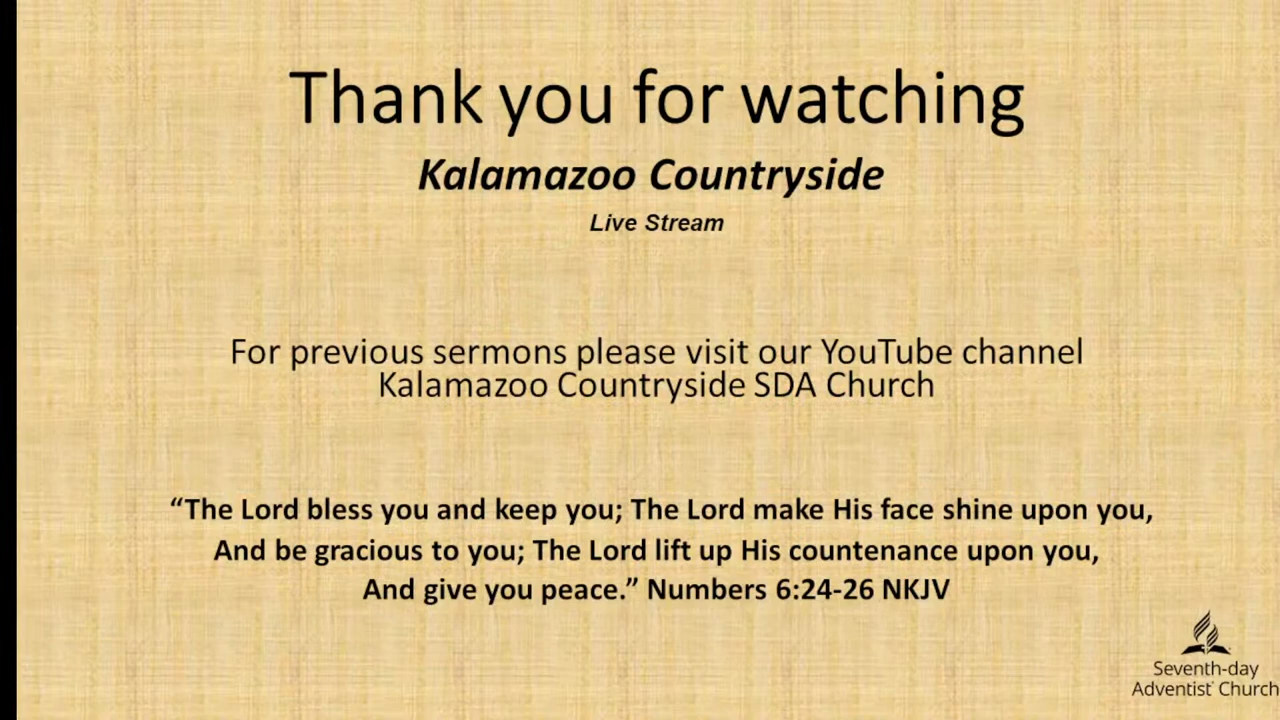 Thank you for watching
Kalamazoo Countryside
Live Stream
For previous sermons please visit our YouTube channel
Kalamazoo Countryside SDA Church
“The Lord bless you and keep you; The Lord make His face shine upon you,
And be gracious to you; The Lord lift up His countenance upon you,
And give you peace.” Numbers 6:24-26 NKJV
Seventh-day
Adventist® Church